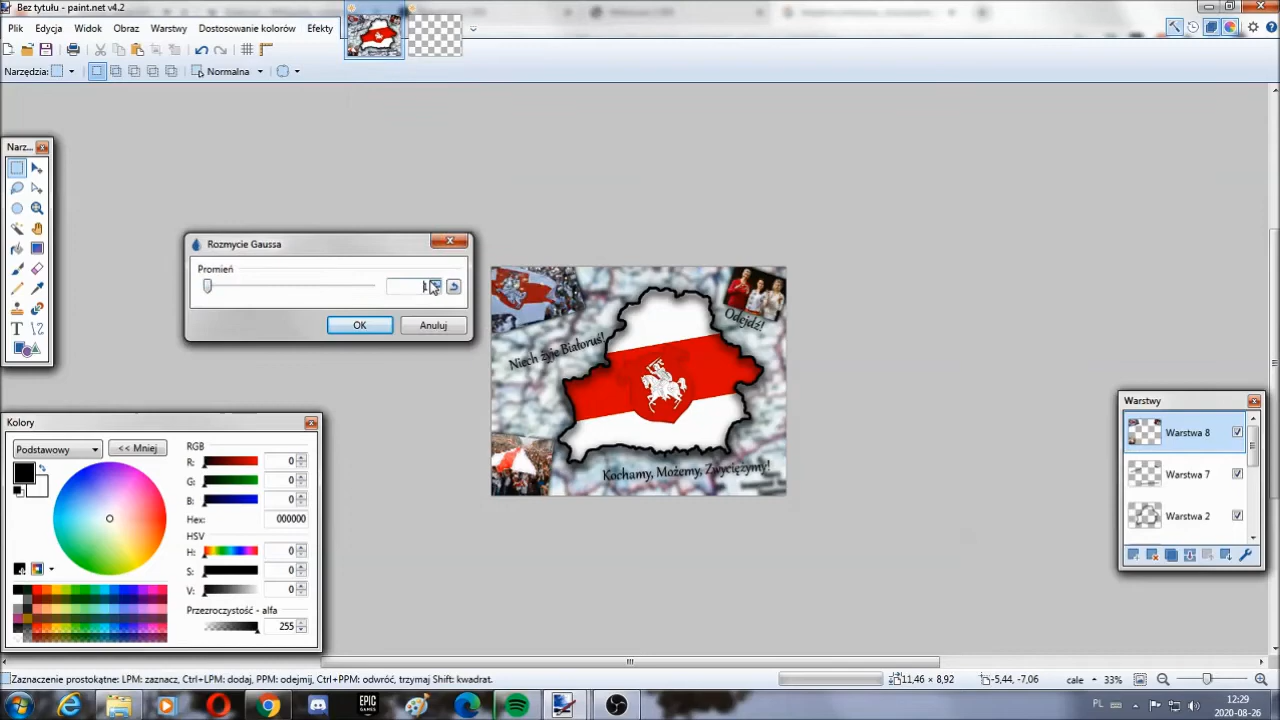 Bez tytułu - paint.net v4.2
Plik Edycja Widok Obraz Warstwy Dostosowanie kolorów Efekty
Narzędzia: Normalna
Narz...
Rozmycie Gaussa
Promień
OK Anuluj
Niech żyje Białoruś!
Odejdź!
Kochamy, Możemy, Zwyciężymy!
Warstwy
Warstwa 8
Warstwa 7
Warstwa 2
Kolory
Podstawowy << Mniej
RGB
R: 0
G: 0
B: 0
Hex: 000000
HSV
H: 0
S: 0
V: 0
Przezroczystość - alfa
255
Zaznaczenie prostokątne: LPM: zaznacz, Ctrl+LPM: dodaj, PPM: odejmij, Ctrl+PPM: odwróć, trzymaj Shift: kwadrat.
11,46 × 8,92 -5,44, -7,06 cale 33%
EPIC GAMES
PL 12:29
2020-08-26